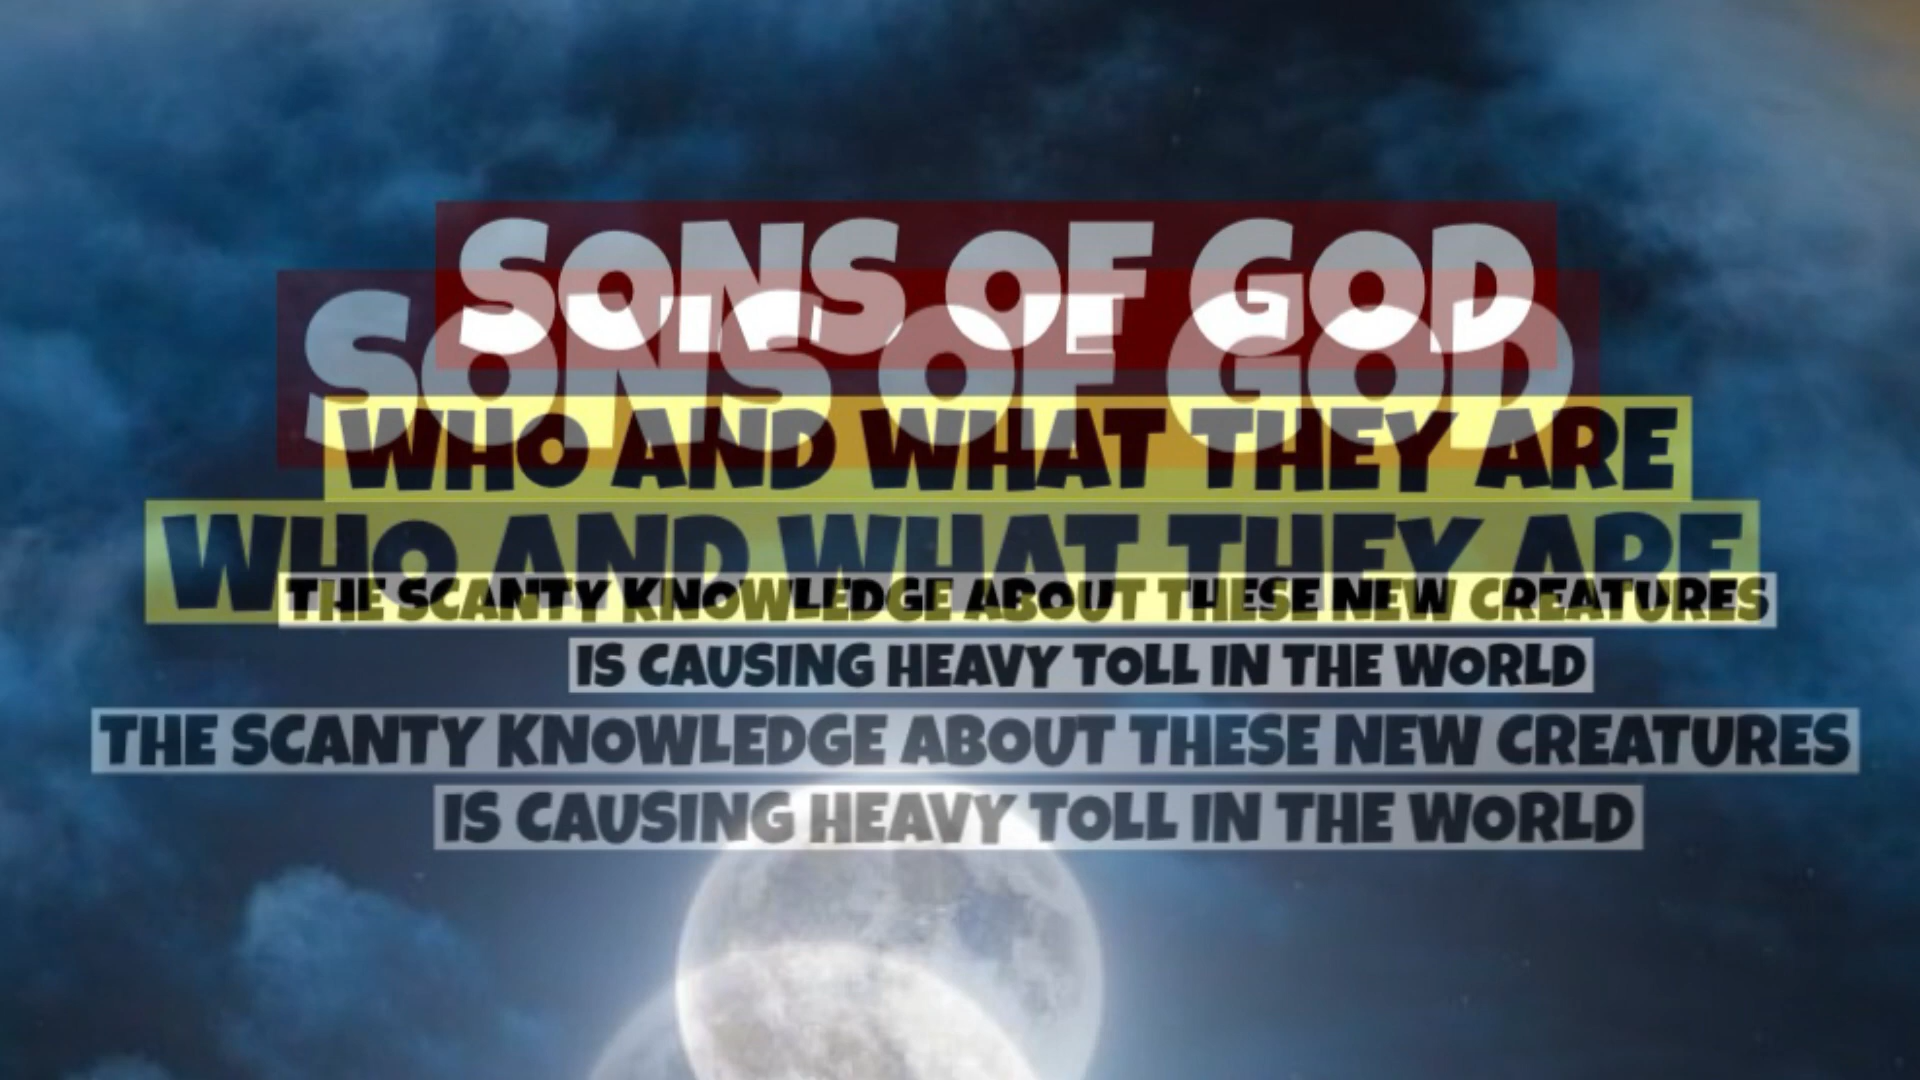 SONS OF GOD
SONS OF GOD
WHO AND WHAT THEY ARE
WHO AND WHAT THEY ARE
THE SCANTY KNOWLEDGE ABOUT THESE NEW CREATURES
IS CAUSING HEAVY TOLL IN THE WORLD
THE SCANTY KNOWLEDGE ABOUT THESE NEW CREATURES
IS CAUSING HEAVY TOLL IN THE WORLD